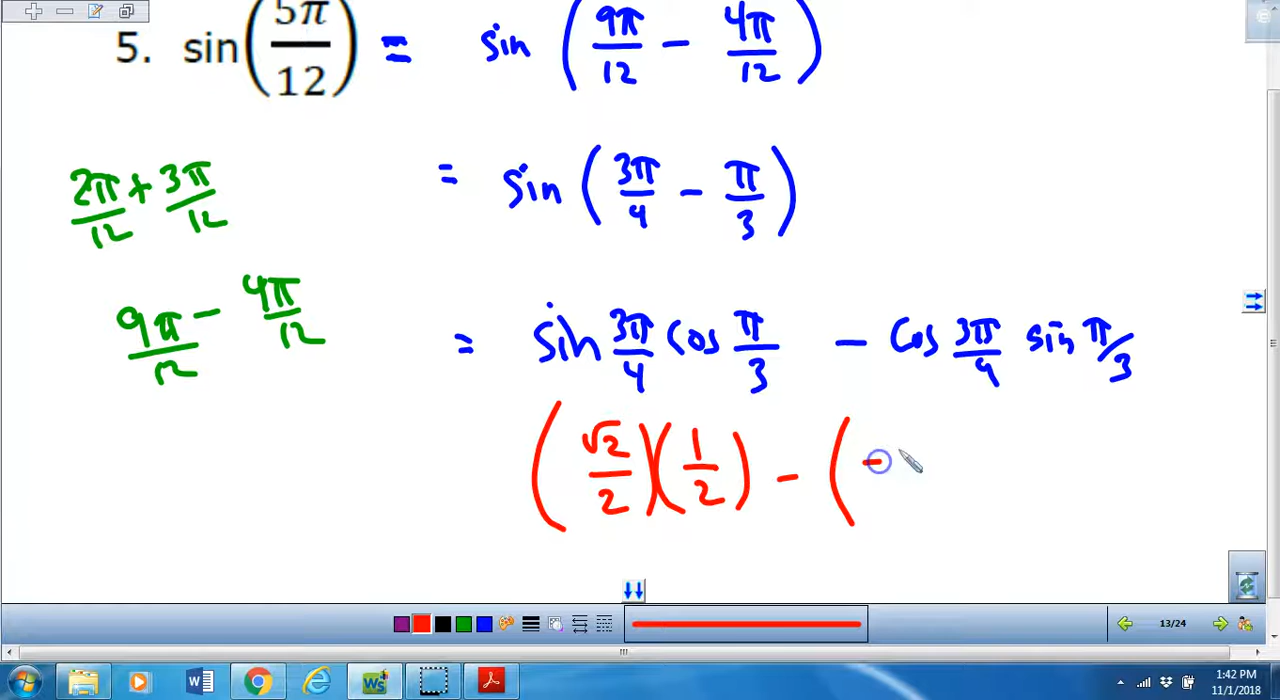 5. sin(5π/12) = sin (9π/12 − 4π/12)
2π/12 + 3π/12
= sin (3π/4 − π/3)
9π/12 − 4π/12
= sin 3π/4 cos π/3 − cos 3π/4 sin π/3
(√2/2)(1/2) − (−
13/24
1:42 PM
11/1/2018